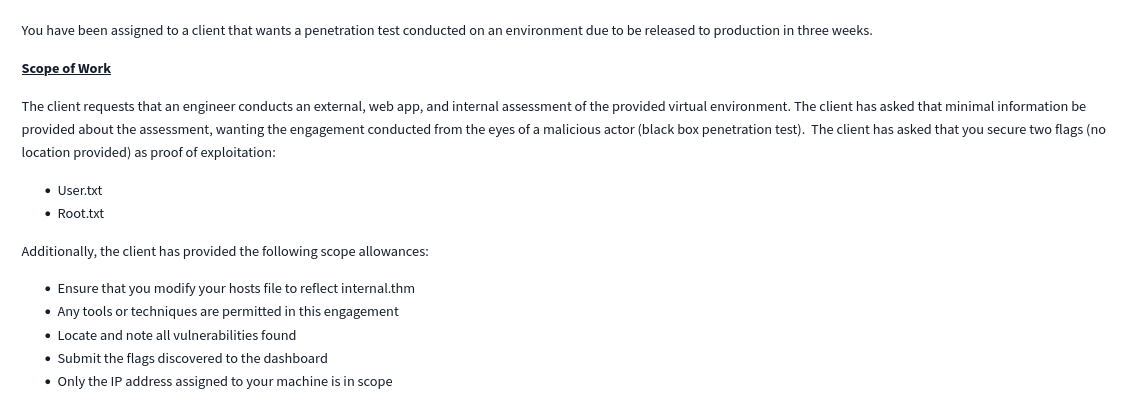 You have been assigned to a client that wants a penetration test conducted on an environment due to be released to production in three weeks.
Scope of Work
The client requests that an engineer conducts an external, web app, and internal assessment of the provided virtual environment. The client has asked that minimal information be
provided about the assessment, wanting the engagement conducted from the eyes of a malicious actor (black box penetration test).  The client has asked that you secure two flags (no
location provided) as proof of exploitation:
• User.txt
• Root.txt
Additionally, the client has provided the following scope allowances:
• Ensure that you modify your hosts file to reflect internal.thm
• Any tools or techniques are permitted in this engagement
• Locate and note all vulnerabilities found
• Submit the flags discovered to the dashboard
• Only the IP address assigned to your machine is in scope